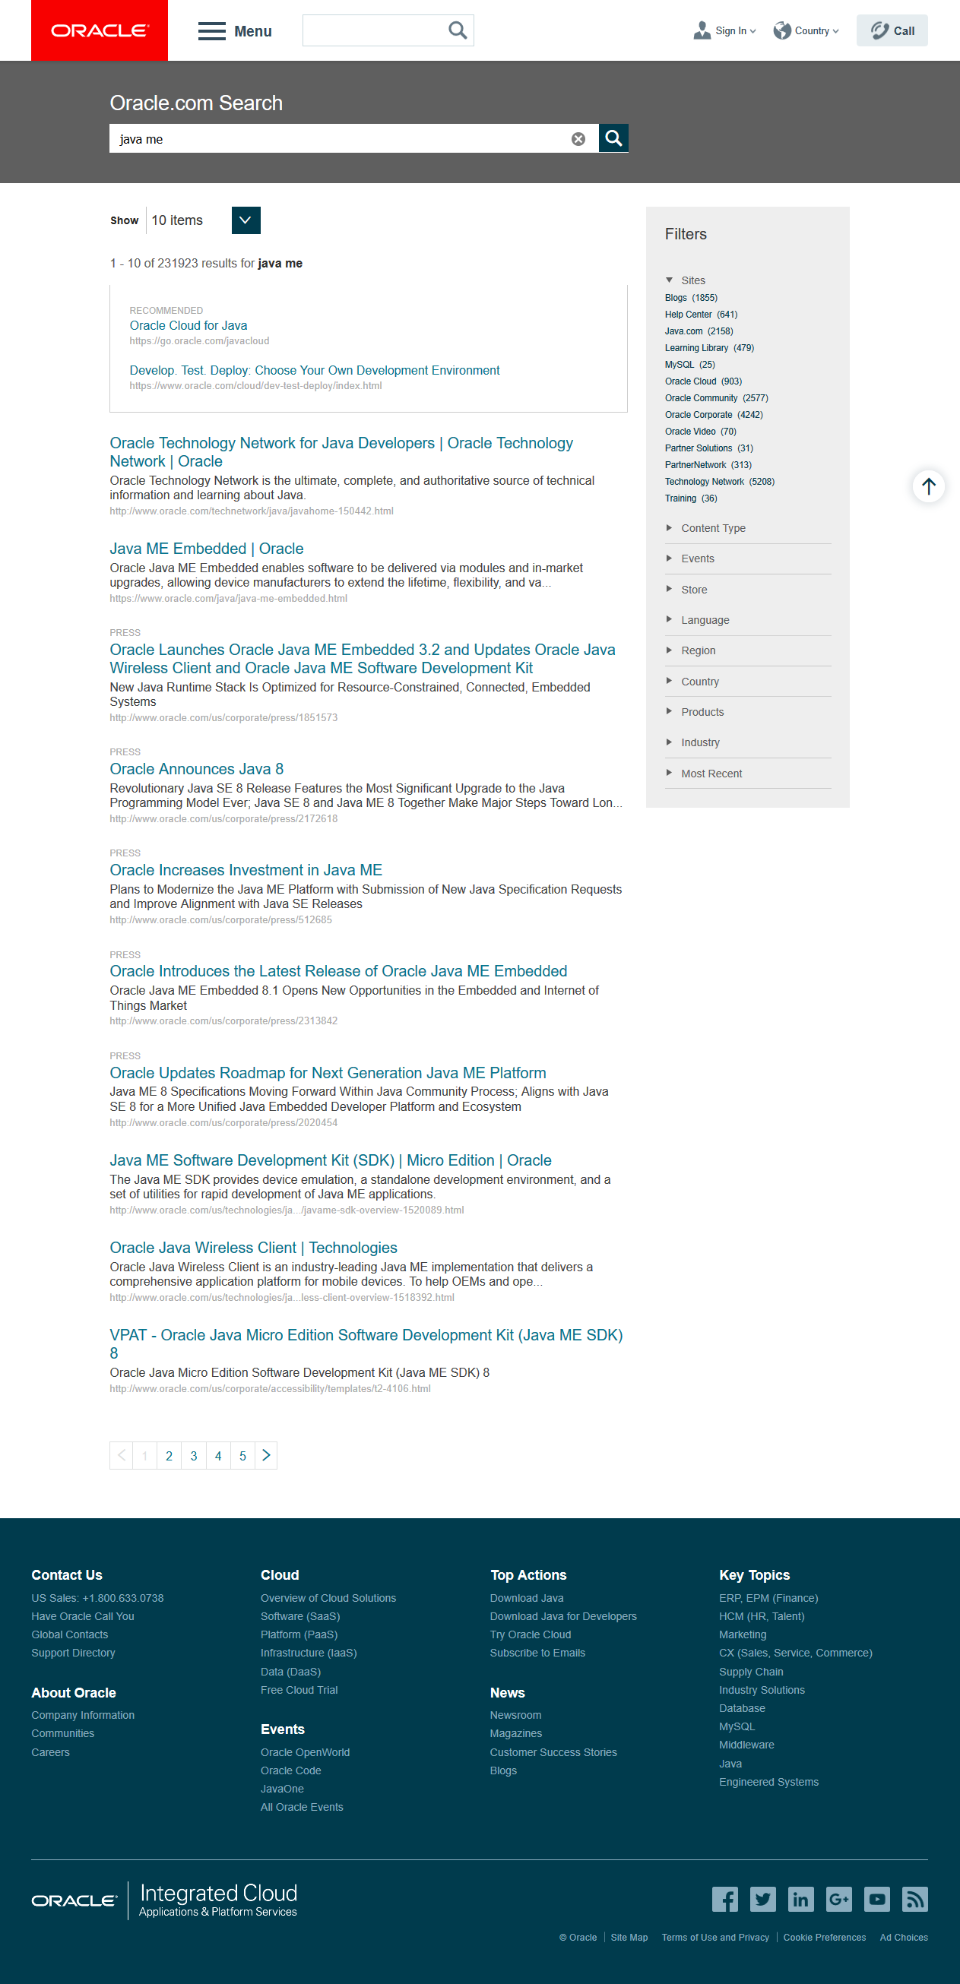 ORACLE
Menu
Sign In
Country
Call
Oracle.com Search
java me
Show 10 items
1 - 10 of 231923 results for java me
RECOMMENDED
Oracle Cloud for Java
https://go.oracle.com/javacloud
Develop. Test. Deploy: Choose Your Own Development Environment
https://www.oracle.com/cloud/dev-test-deploy/index.html
Oracle Technology Network for Java Developers | Oracle Technology
Network | Oracle
Oracle Technology Network is the ultimate, complete, and authoritative source of technical
information and learning about Java.
http://www.oracle.com/technetwork/java/javahome-150442.html
Java ME Embedded | Oracle
Oracle Java ME Embedded enables software to be delivered via modules and in-market
upgrades, allowing device manufacturers to extend the lifetime, flexibility, and va...
https://www.oracle.com/java/java-me-embedded.html
PRESS
Oracle Launches Oracle Java ME Embedded 3.2 and Updates Oracle Java
Wireless Client and Oracle Java ME Software Development Kit
New Java Runtime Stack Is Optimized for Resource-Constrained, Connected, Embedded
Systems
http://www.oracle.com/us/corporate/press/1851573
PRESS
Oracle Announces Java 8
Revolutionary Java SE 8 Release Features the Most Significant Upgrade to the Java
Programming Model Ever; Java SE 8 and Java ME 8 Together Make Major Steps Toward Lon...
http://www.oracle.com/us/corporate/press/2172618
PRESS
Oracle Increases Investment in Java ME
Plans to Modernize the Java ME Platform with Submission of New Java Specification Requests
and Improve Alignment with Java SE Releases
http://www.oracle.com/us/corporate/press/512685
PRESS
Oracle Introduces the Latest Release of Oracle Java ME Embedded
Oracle Java ME Embedded 8.1 Opens New Opportunities in the Embedded and Internet of
Things Market
http://www.oracle.com/us/corporate/press/2313842
PRESS
Oracle Updates Roadmap for Next Generation Java ME Platform
Java ME 8 Specifications Moving Forward Within Java Community Process; Aligns with Java
SE 8 for a More Unified Java Embedded Developer Platform and Ecosystem
http://www.oracle.com/us/corporate/press/2020454
Java ME Software Development Kit (SDK) | Micro Edition | Oracle
The Java ME SDK provides device emulation, a standalone development environment, and a
set of utilities for rapid development of Java ME applications.
http://www.oracle.com/us/technologies/ja.../javame-sdk-overview-1520089.html
Oracle Java Wireless Client | Technologies
Oracle Java Wireless Client is an industry-leading Java ME implementation that delivers a
comprehensive application platform for mobile devices. To help OEMs and ope...
http://www.oracle.com/us/technologies/ja...less-client-overview-1518392.html
VPAT - Oracle Java Micro Edition Software Development Kit (Java ME SDK)
8
Oracle Java Micro Edition Software Development Kit (Java ME SDK) 8
http://www.oracle.com/us/corporate/accessibility/templates/t2-4106.html
1 2 3 4 5
Filters
Sites
Blogs (1855)
Help Center (641)
Java.com (2158)
Learning Library (479)
MySQL (25)
Oracle Cloud (903)
Oracle Community (2577)
Oracle Corporate (4242)
Oracle Video (70)
Partner Solutions (31)
PartnerNetwork (313)
Technology Network (5208)
Training (36)
Content Type
Events
Store
Language
Region
Country
Products
Industry
Most Recent
Contact Us
US Sales: +1.800.633.0738
Have Oracle Call You
Global Contacts
Support Directory
About Oracle
Company Information
Communities
Careers
Cloud
Overview of Cloud Solutions
Software (SaaS)
Platform (PaaS)
Infrastructure (IaaS)
Data (DaaS)
Free Cloud Trial
Events
Oracle OpenWorld
Oracle Code
JavaOne
All Oracle Events
Top Actions
Download Java
Download Java for Developers
Try Oracle Cloud
Subscribe to Emails
News
Newsroom
Magazines
Customer Success Stories
Blogs
Key Topics
ERP, EPM (Finance)
HCM (HR, Talent)
Marketing
CX (Sales, Service, Commerce)
Supply Chain
Industry Solutions
Database
MySQL
Middleware
Java
Engineered Systems
ORACLE
Integrated Cloud
Applications & Platform Services
© Oracle | Site Map Terms of Use and Privacy | Cookie Preferences Ad Choices